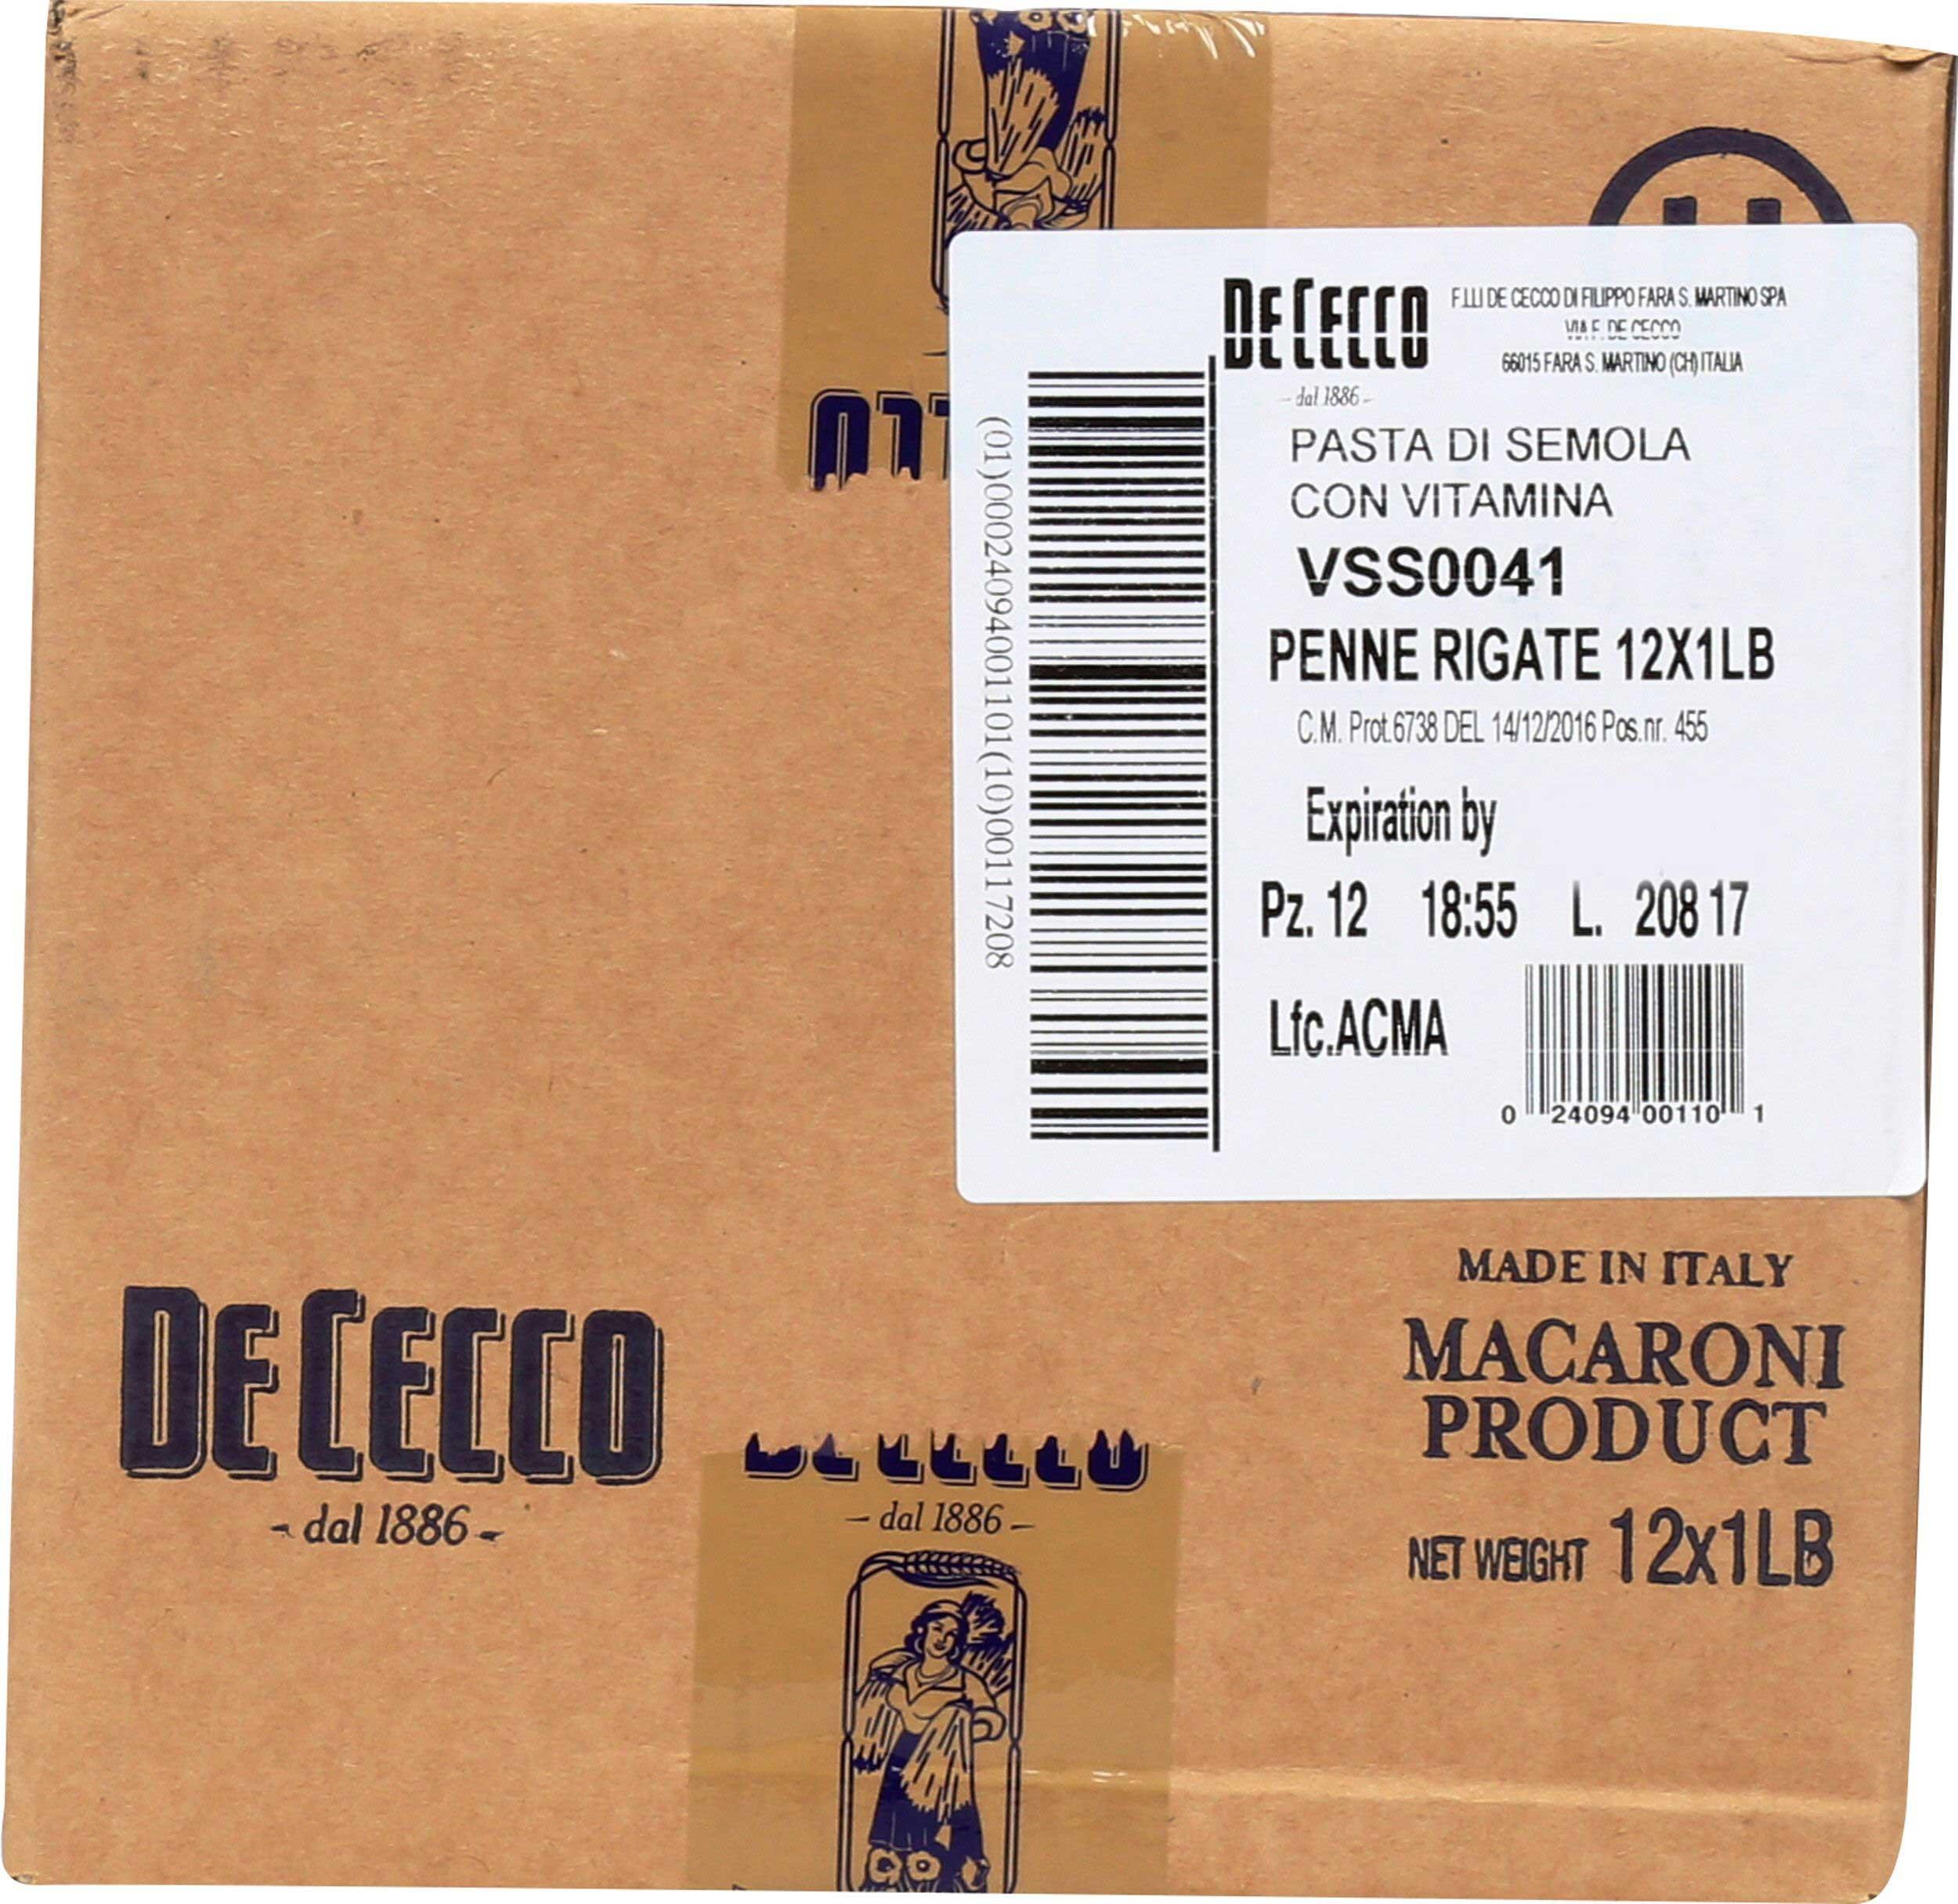 DE CECCO
F.LLI DE CECCO DI FILIPPO FARA S. MARTINO SPA
VIA F. DE CECCO
66015 FARA S. MARTINO (CH) ITALIA
- dal 1886 -
PASTA DI SEMOLA
CON VITAMINA
VSS0041
PENNE RIGATE 12X1LB
C.M. Prot.6738 DEL 14/12/2016 Pos.nr. 455
Expiration by
Pz. 12 18:55 L. 208 17
Lfc.ACMA
0 24094 00110 1
(01)00024094001101(10)00117208
MADE IN ITALY
MACARONI
PRODUCT
NET WEIGHT 12x1LB
DE CECCO
- dal 1886 -
DE CECCO
- dal 1886 -